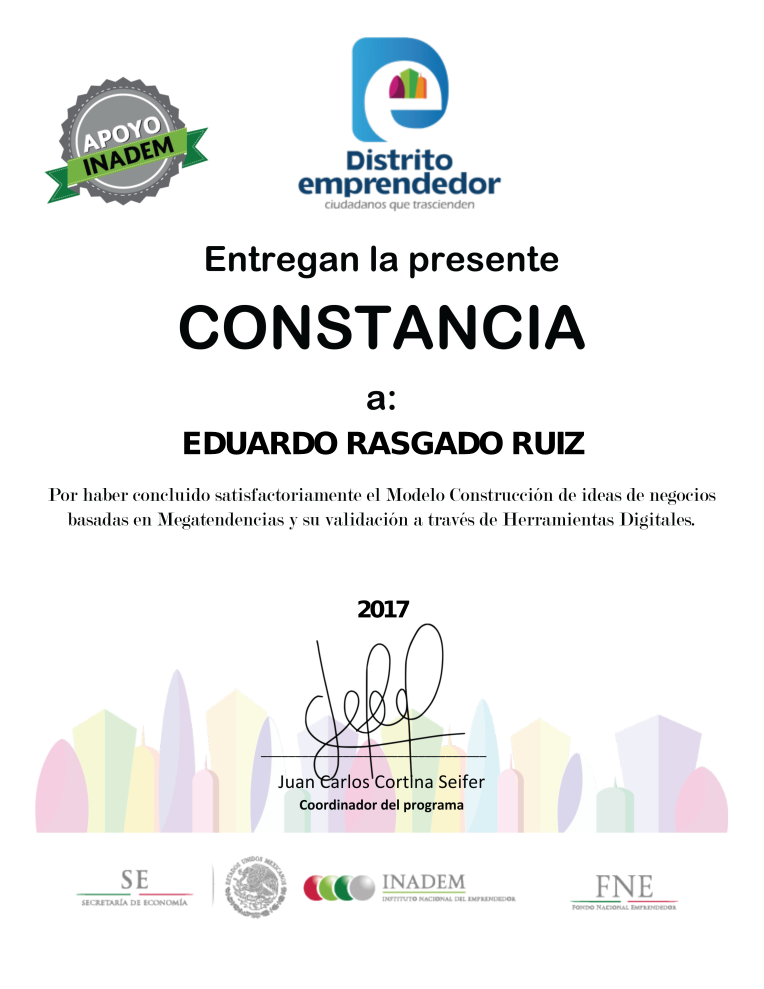 APOYO
INADEM
Distrito
emprendedor
ciudadanos que trascienden
Entregan la presente
CONSTANCIA
a:
EDUARDO RASGADO RUIZ
Por haber concluido satisfactoriamente el Modelo Construcción de ideas de negocios
basadas en Megatendencias y su validación a través de Herramientas Digitales.
2017
Juan Carlos Cortina Seifer
Coordinador del programa
SE
SECRETARÍA DE ECONOMÍA
ESTADOS UNIDOS MEXICANOS
INADEM
INSTITUTO NACIONAL DEL EMPRENDEDOR
FNE
FONDO NACIONAL EMPRENDEDOR